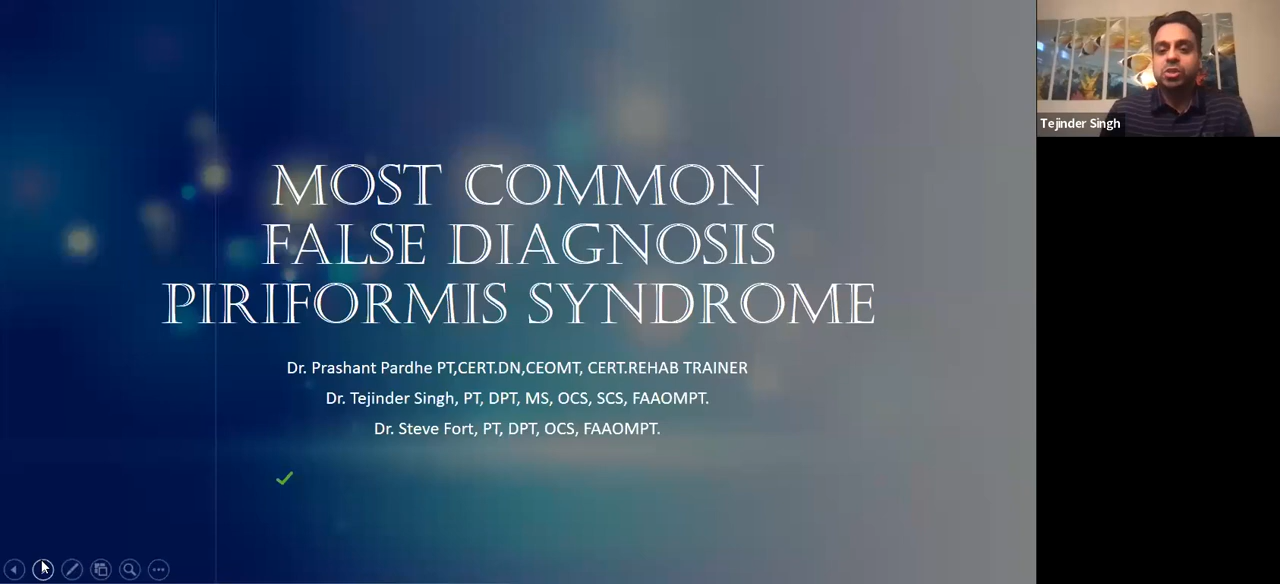 MOST COMMON
FALSE DIAGNOSIS
PIRIFORMIS SYNDROME
Dr. Prashant Pardhe PT,CERT.DN,CEOMT, CERT.REHAB TRAINER
Dr. Tejinder Singh, PT, DPT, MS, OCS, SCS, FAAOMPT.
Dr. Steve Fort, PT, DPT, OCS, FAAOMPT.
Tejinder Singh